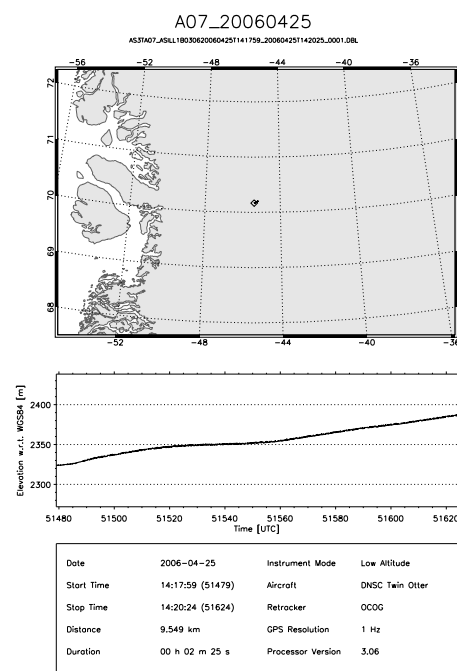 A07_20060425
AS3TA07_ASILL1B030620060425T141759_20060425T142025_0001.DBL
-56 -52 -48 -44 -40 -36
72
71
70
69
68
-52 -48 -44 -40 -36
Elevation w.r.t. WGS84 [m]
2400
2350
2300
51480 51500 51520 51540 51560 51580 51600 51620
Time [UTC]
Date 2006-04-25 Instrument Mode Low Altitude
Start Time 14:17:59 (51479) Aircraft DNSC Twin Otter
Stop Time 14:20:24 (51624) Retracker OCOG
Distance 9.549 km GPS Resolution 1 Hz
Duration 00 h 02 m 25 s Processor Version 3.06